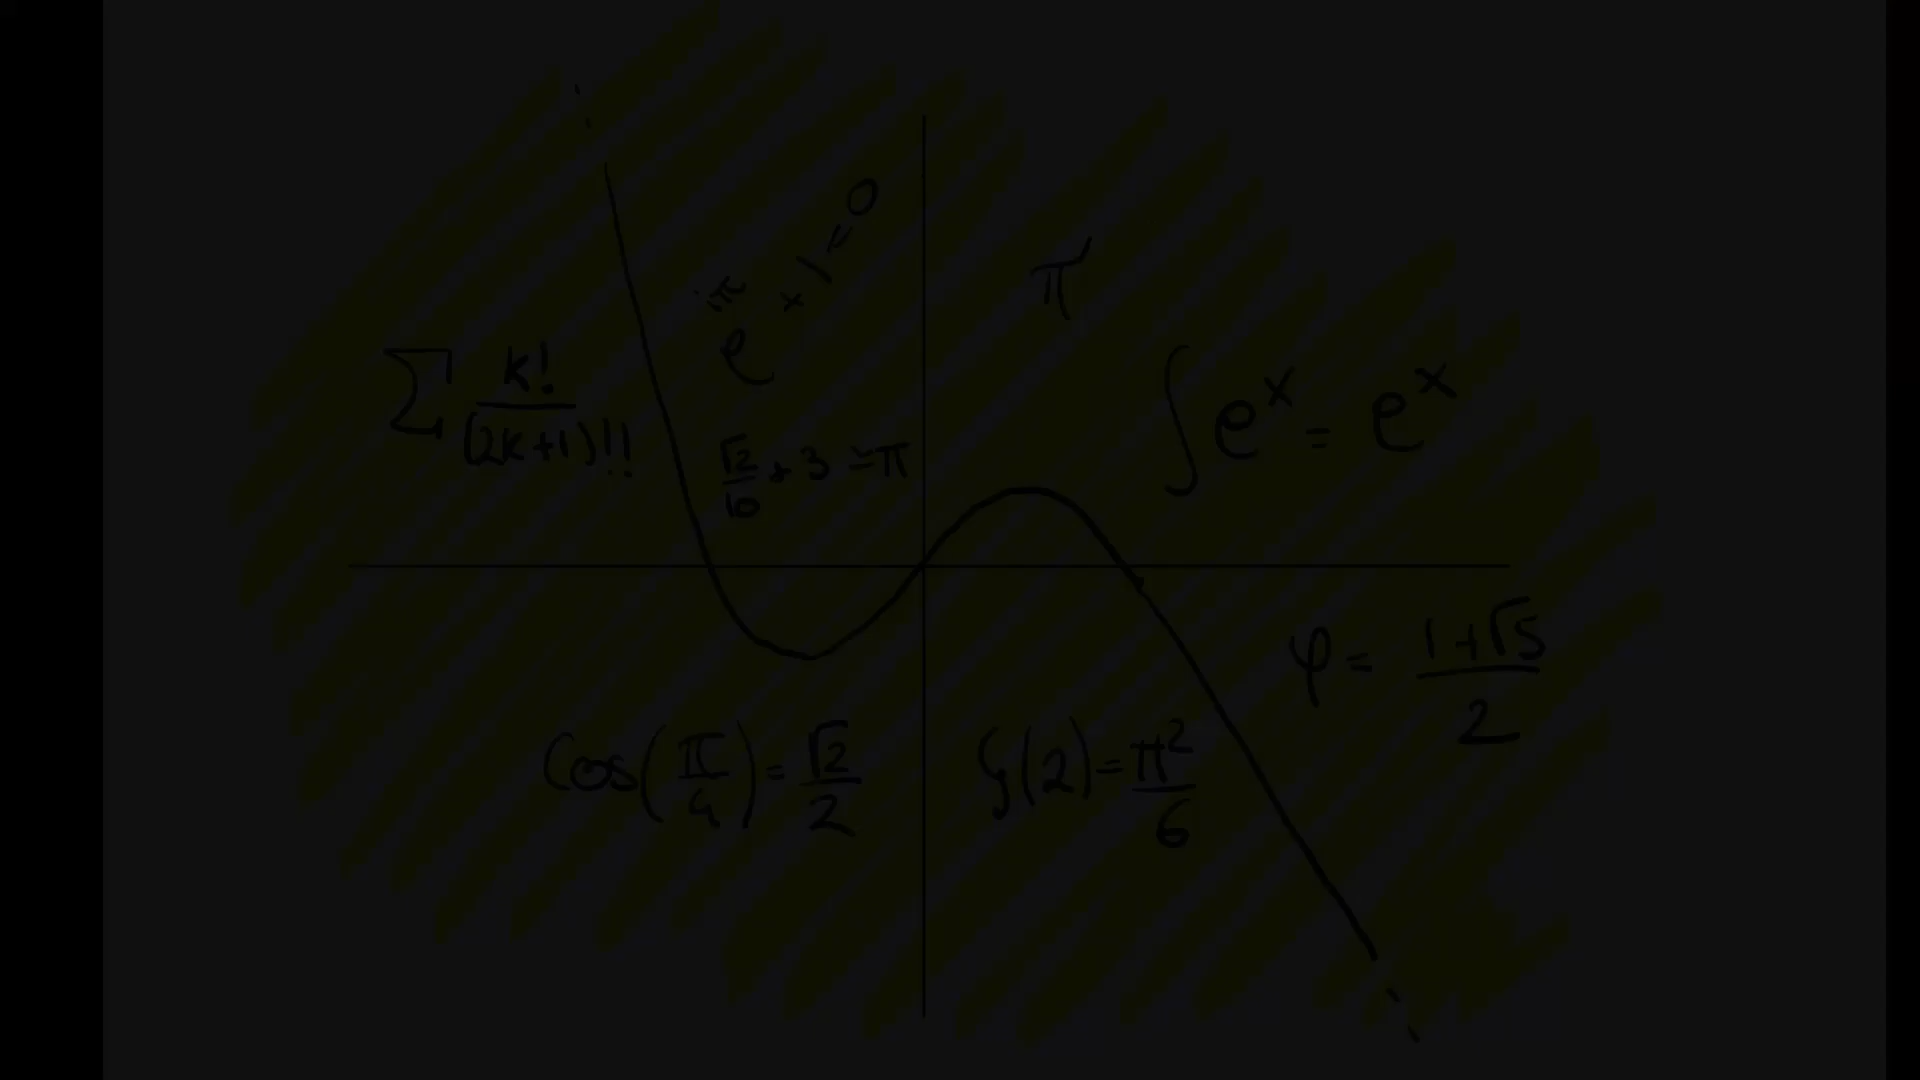 e^{iπ} + 1 = 0
π
∑ k! / (2k+1)!!
∫ e^x = e^x
√2/10 + 3 ≃ π
φ = (1+√5)/2
Cos(π/4) = √2/2
ζ(2) = π²/6